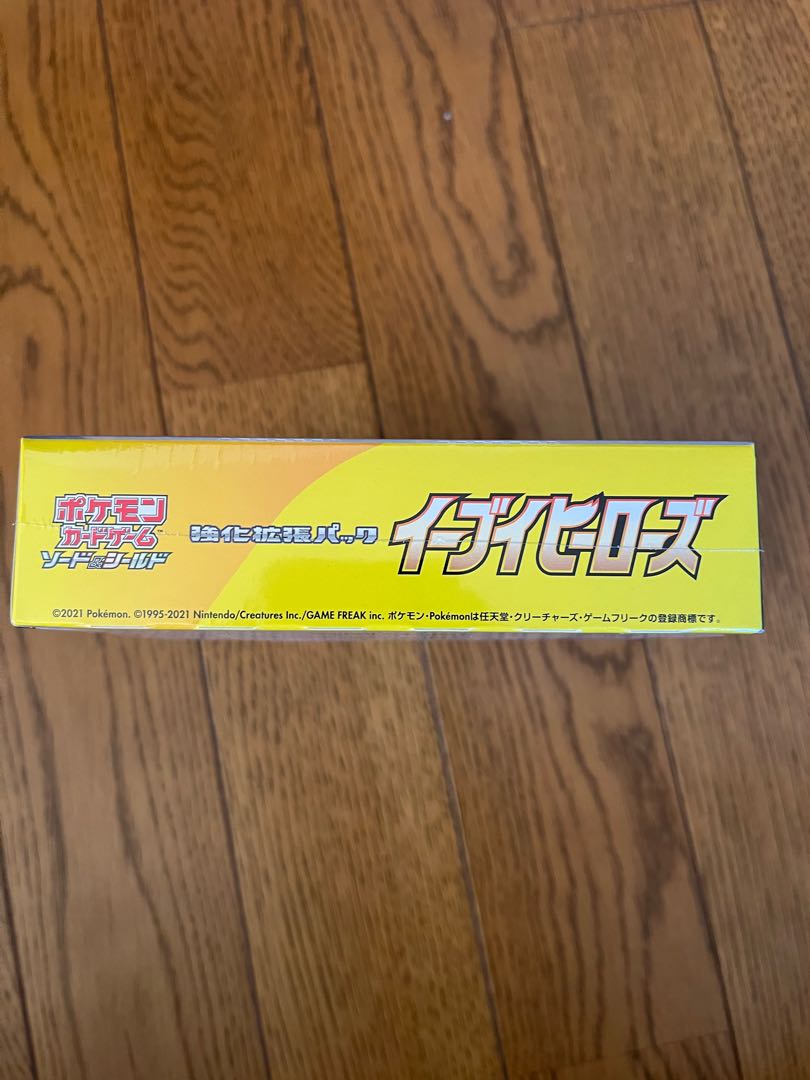 ポケモン
カードゲーム™
ソード&シールド
強化拡張パック
イーブイヒーローズ
©2021 Pokémon. ©1995-2021 Nintendo/Creatures Inc./GAME FREAK inc. ポケモン・Pokémonは任天堂・クリーチャーズ・ゲームフリークの登録商標です。